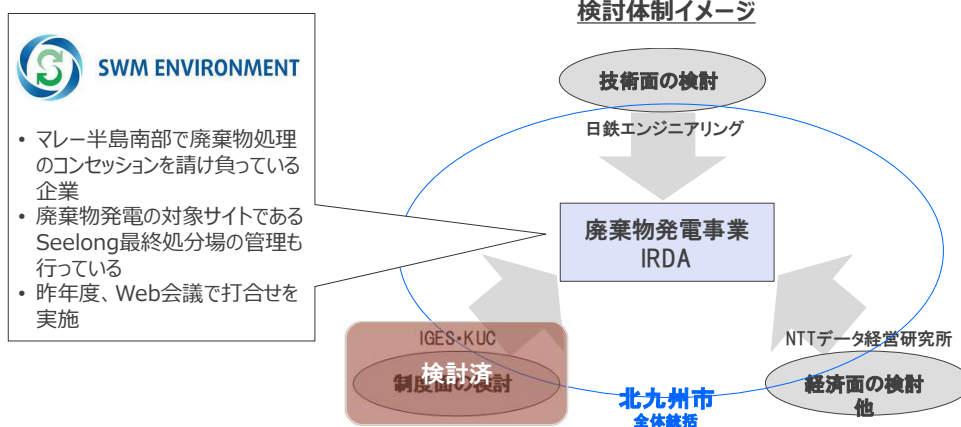 検討体制イメージ
SWM ENVIRONMENT
• マレー半島南部で廃棄物処理
のコンセッションを請け負っている
企業
• 廃棄物発電の対象サイトである
Seelong最終処分場の管理も
行っている
• 昨年度、Web会議で打合せを
実施
技術面の検討
日鉄エンジニアリング
廃棄物発電事業
IRDA
IGES・KUC
検討済
制度面の検討
NTTデータ経営研究所
経済面の検討
他
北九州市
全体統括